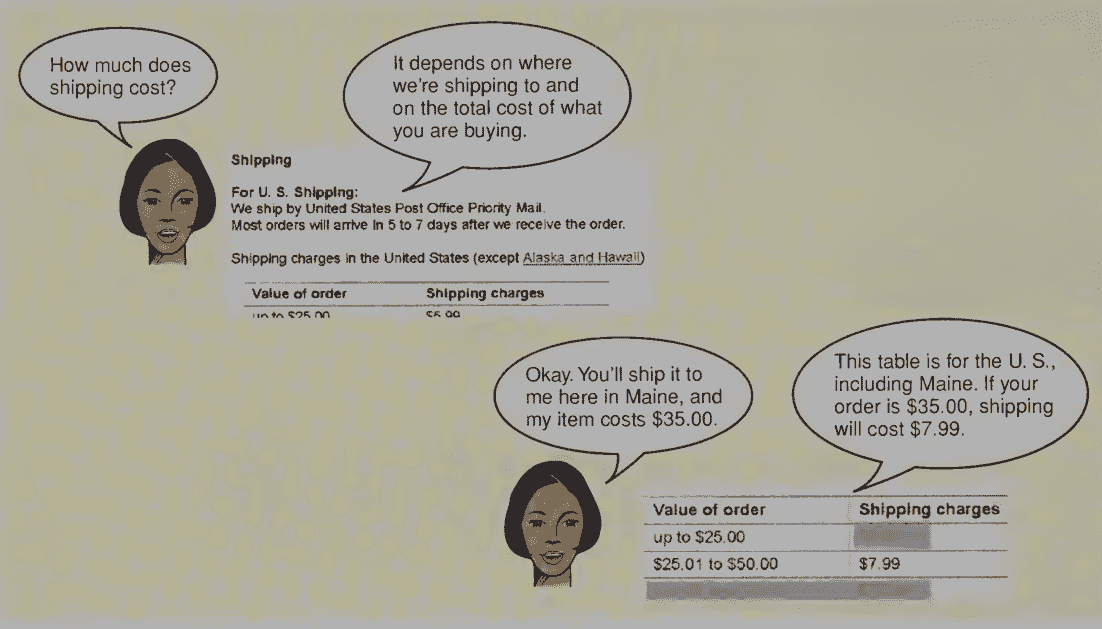 How much does
shipping cost?
It depends on where
we're shipping to and
on the total cost of what
you are buying.
Shipping
For U. S. Shipping:
We ship by United States Post Office Priority Mail.
Most orders will arrive in 5 to 7 days after we receive the order.
Shipping charges in the United States (except Alaska and Hawaii)
Value of order Shipping charges
up to $25.00
Okay. You'll ship it to
me here in Maine, and
my item costs $35.00.
This table is for the U. S.,
including Maine. If your
order is $35.00, shipping
will cost $7.99.
Value of order Shipping charges
up to $25.00
$25.01 to $50.00 $7.99